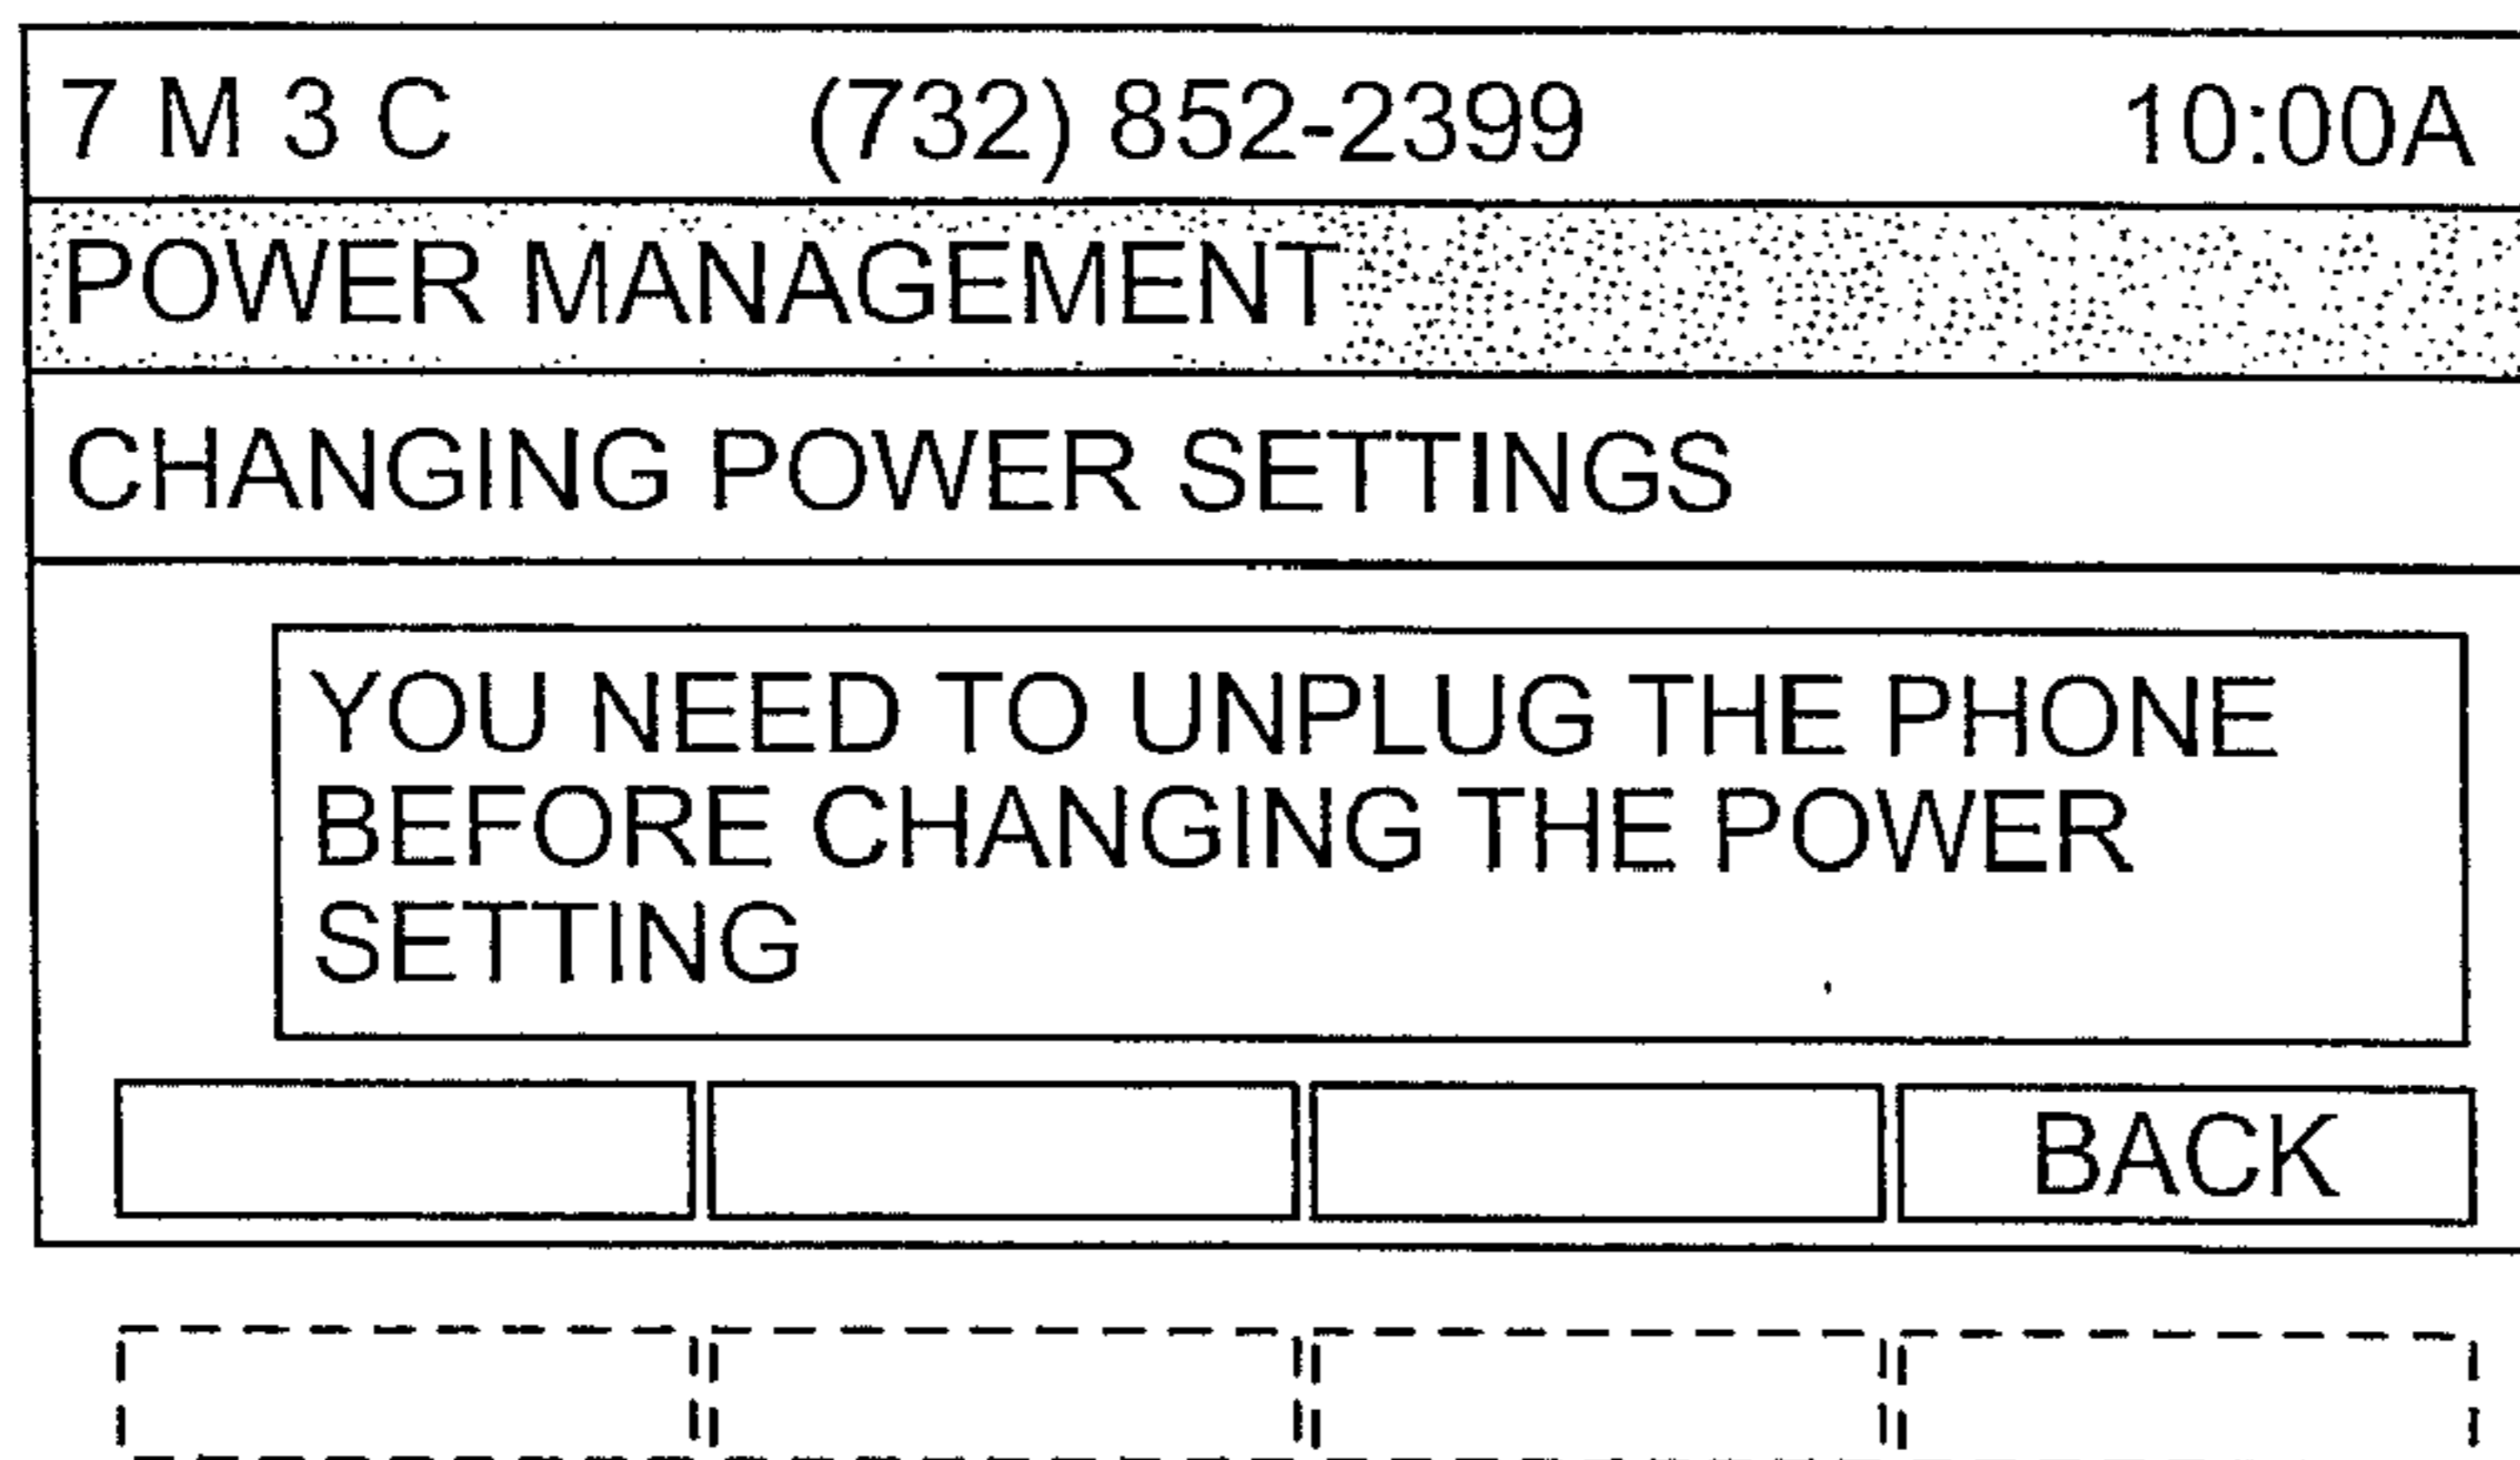 7 M 3 C (732) 852-2399 10:00A
POWER MANAGEMENT
CHANGING POWER SETTINGS
YOU NEED TO UNPLUG THE PHONE
BEFORE CHANGING THE POWER
SETTING
BACK